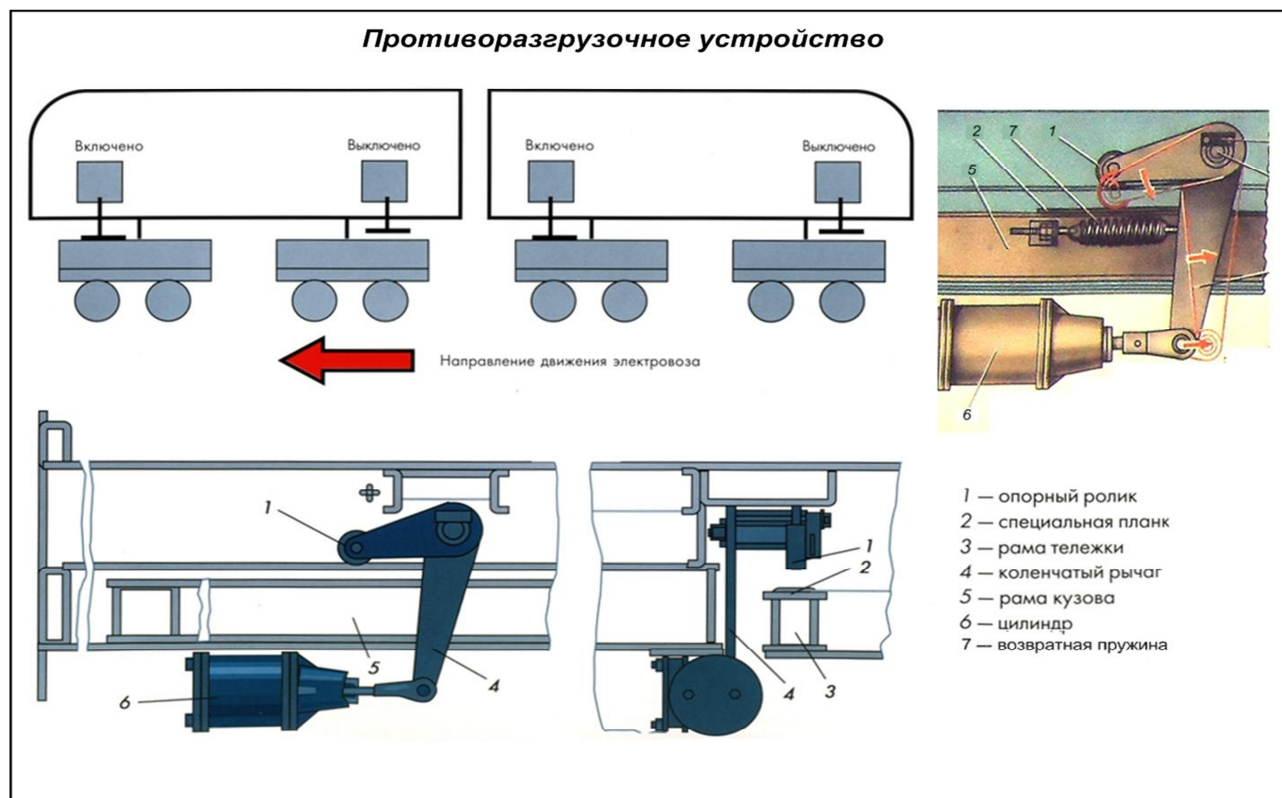 Противоразгрузочное устройство
Включено
Выключено
Включено
Выключено
2 7 1
5
6
Направление движения электровоза
1
5
4
6
1
2
4
3
1 — опорный ролик
2 — специальная планк
3 — рама тележки
4 — коленчатый рычаг
5 — рама кузова
6 — цилиндр
7 — возвратная пружина